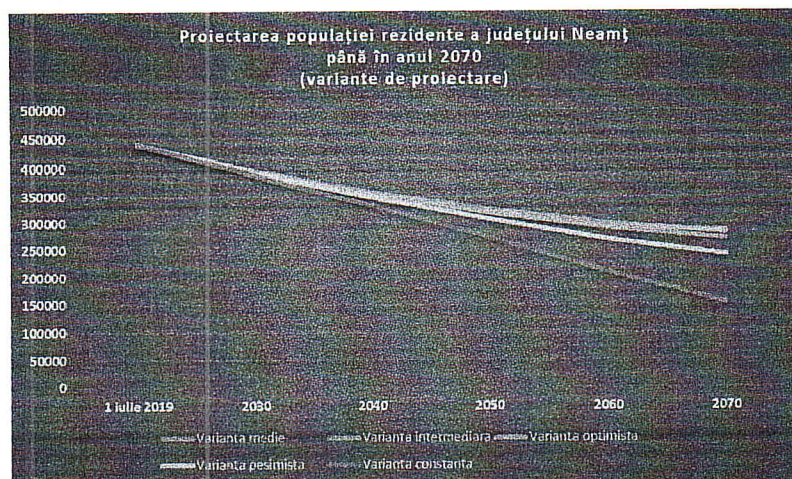 Proiectarea populației rezidente a județului Neamț
până în anul 2070
(variante de proiectare)
500000
450000
400000
350000
300000
250000
200000
150000
100000
50000
0
1 iulie 2019 2030 2040 2050 2060 2070
Varianta medie Varianta intermediara Varianta optimista
Varianta pesimista Varianta constanta